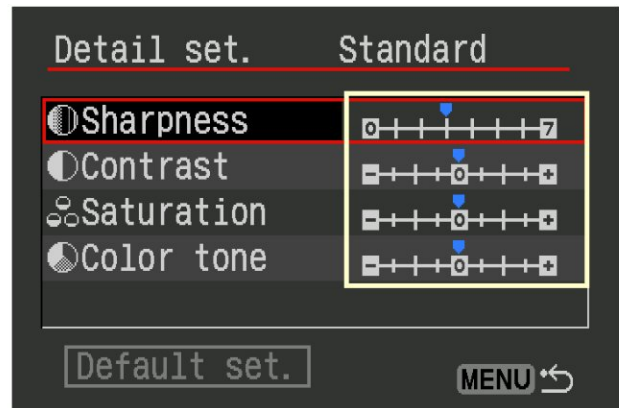 Detail set. Standard
Sharpness 0 7
Contrast 0
Saturation 0
Color tone 0
Default set.
MENU